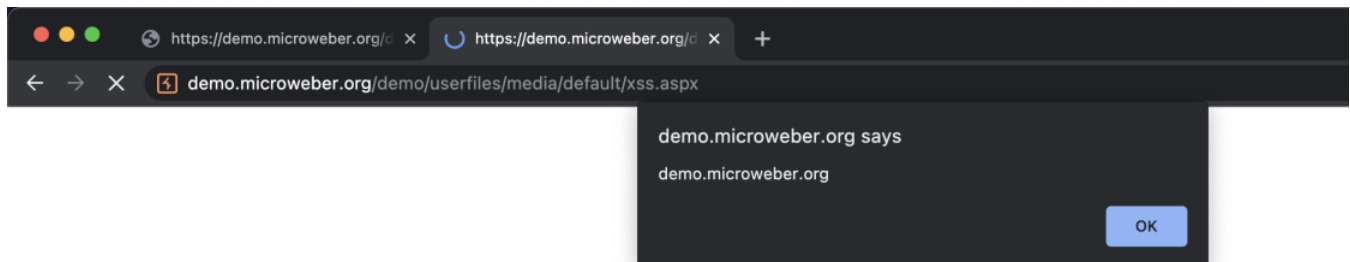 https://demo.microweber.org/d
https://demo.microweber.org/d
demo.microweber.org/demo/userfiles/media/default/xss.aspx
demo.microweber.org says
demo.microweber.org
OK